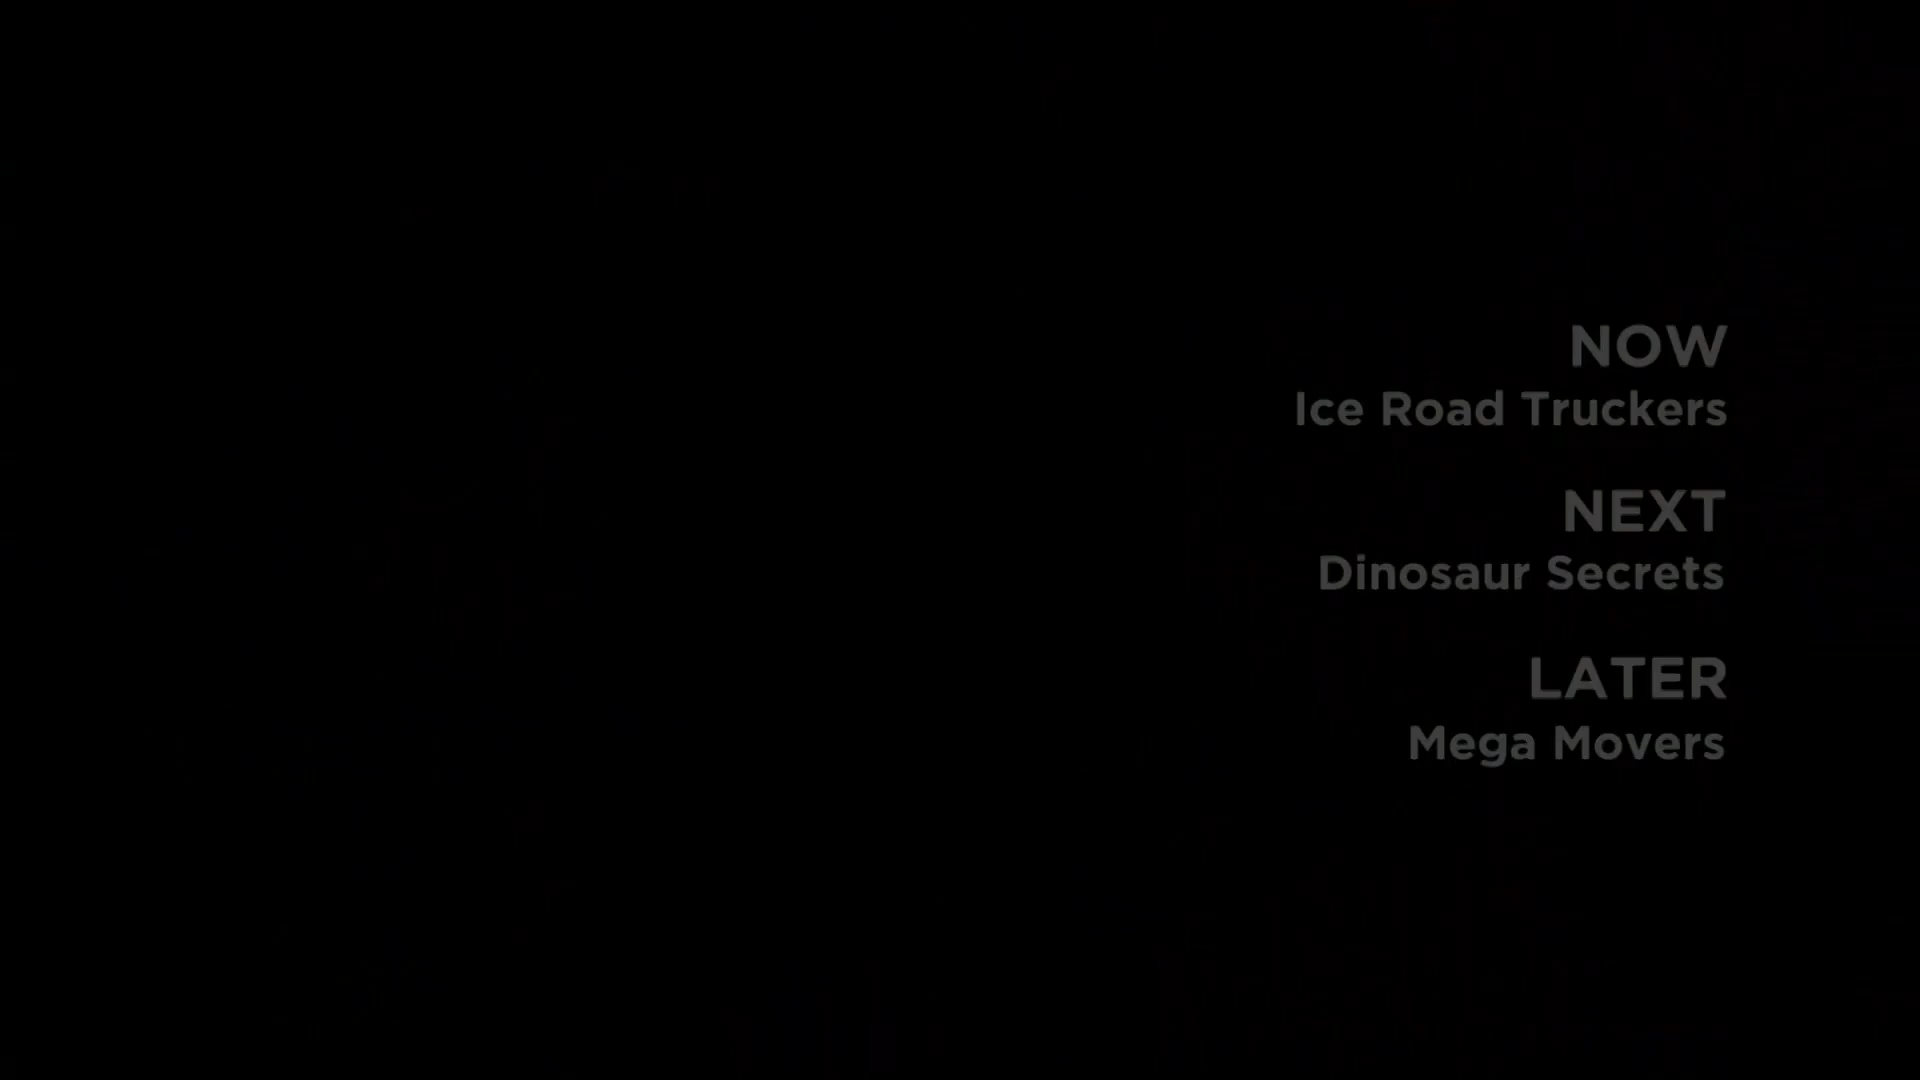 NOW
Ice Road Truckers
NEXT
Dinosaur Secrets
LATER
Mega Movers